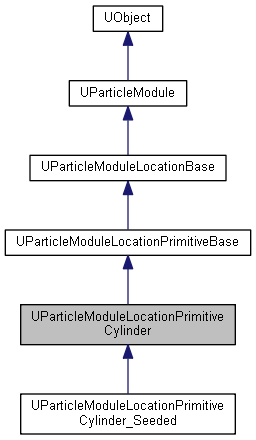 UObject
UParticleModule
UParticleModuleLocationBase
UParticleModuleLocationPrimitiveBase
UParticleModuleLocationPrimitive
Cylinder
UParticleModuleLocationPrimitive
Cylinder_Seeded